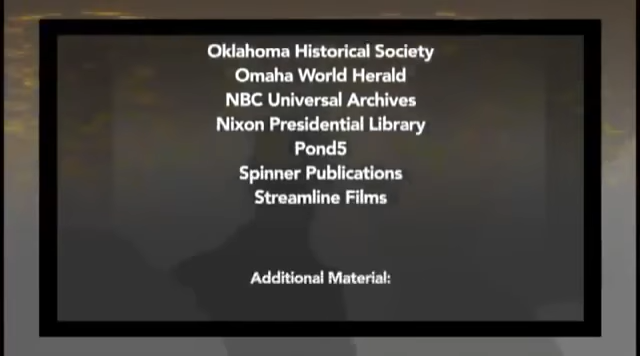 Oklahoma Historical Society
Omaha World Herald
NBC Universal Archives
Nixon Presidential Library
Pond5
Spinner Publications
Streamline Films
Additional Material: